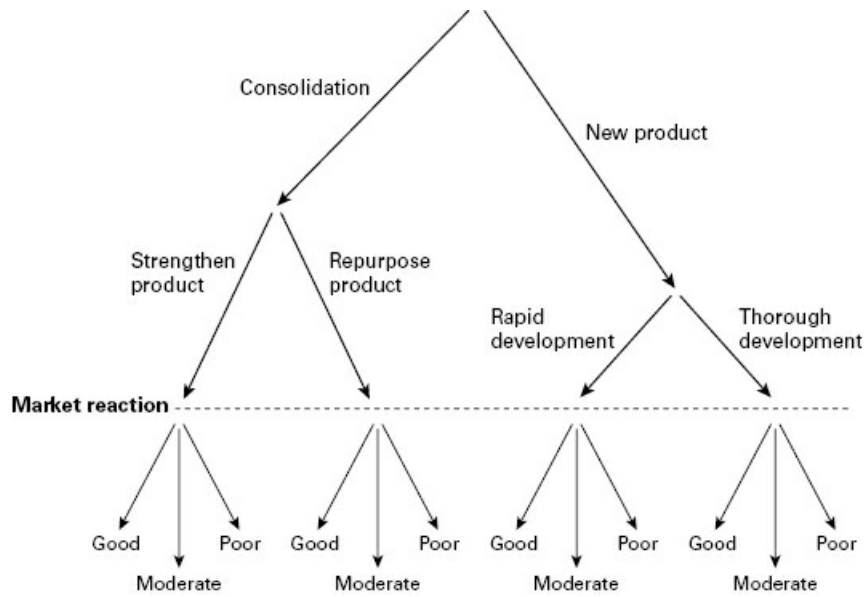 Consolidation
New product
Strengthen
product
Repurpose
product
Rapid
development
Thorough
development
Market reaction
Good
Poor
Good
Poor
Good
Poor
Good
Poor
Moderate
Moderate
Moderate
Moderate